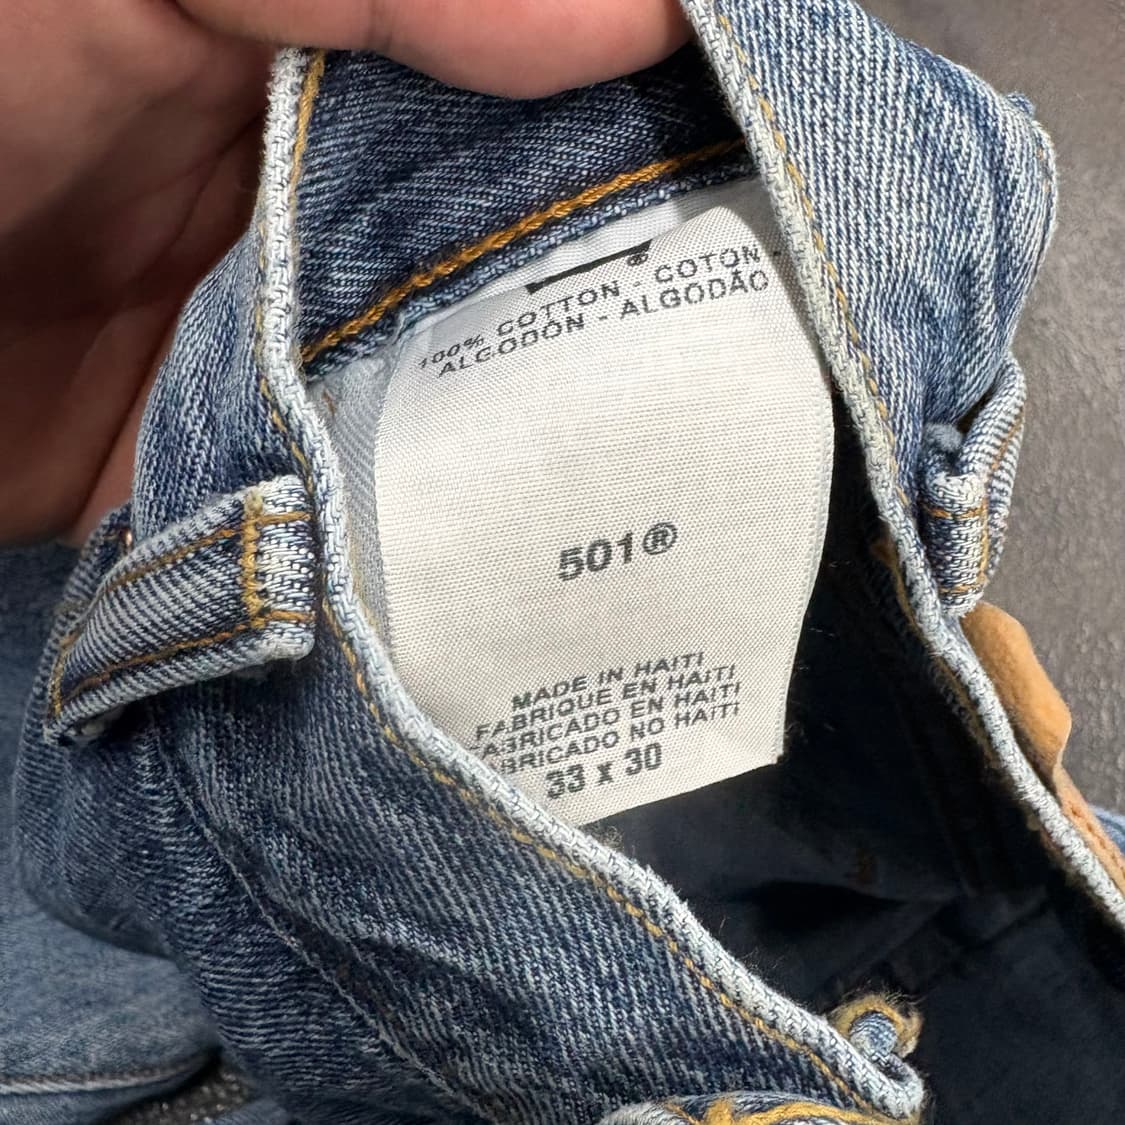 ®
100% COTTON - COTON -
ALGODÓN - ALGODÃO
501®
MADE IN HAITI
FABRIQUE EN HAITI
FABRICADO EN HAITI
FABRICADO NO HAITI
33 x 30